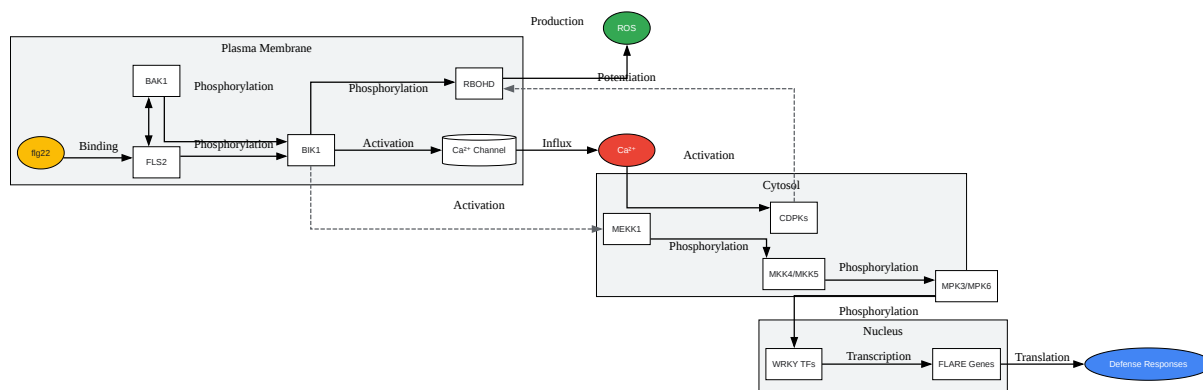 Production
ROS
Plasma Membrane
BAK1
Phosphorylation
Phosphorylation
RBOHD
Potentiation
flg22
Binding
FLS2
Phosphorylation
BIK1
Activation
Ca²⁺ Channel
Influx
Ca²⁺
Activation
Cytosol
Activation
CDPKs
MEKK1
Phosphorylation
MKK4/MKK5
Phosphorylation
MPK3/MPK6
Phosphorylation
Nucleus
WRKY TFs
Transcription
FLARE Genes
Translation
Defense Responses